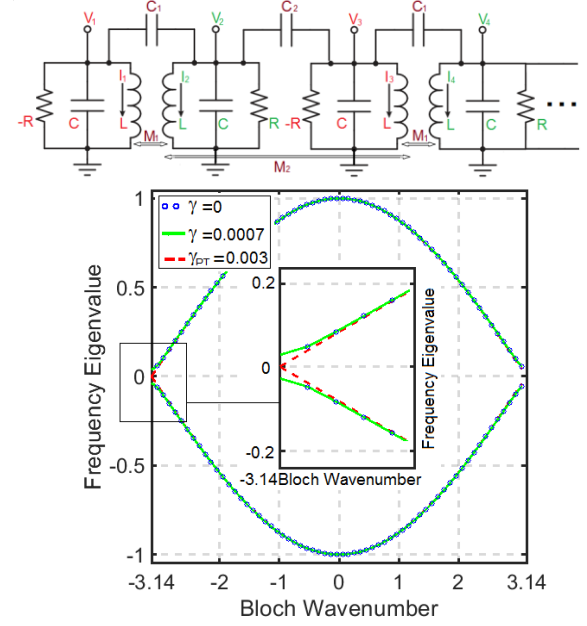 C₁ C₂ C₁
V₁ V₂ V₃ V₄
I₁ I₂ I₃ I₄
-R C L L C R -R C L L C R ...
M₁ M₁
M₂
γ =0
γ =0.0007
γPT =0.003
1
0.5
0
-0.5
-1
Frequency Eigenvalue
0.2
0
-0.2
Frequency Eigenvalue
-3.14 Bloch Wavenumber
-3.14 -2 -1 0 1 2 3.14
Bloch Wavenumber